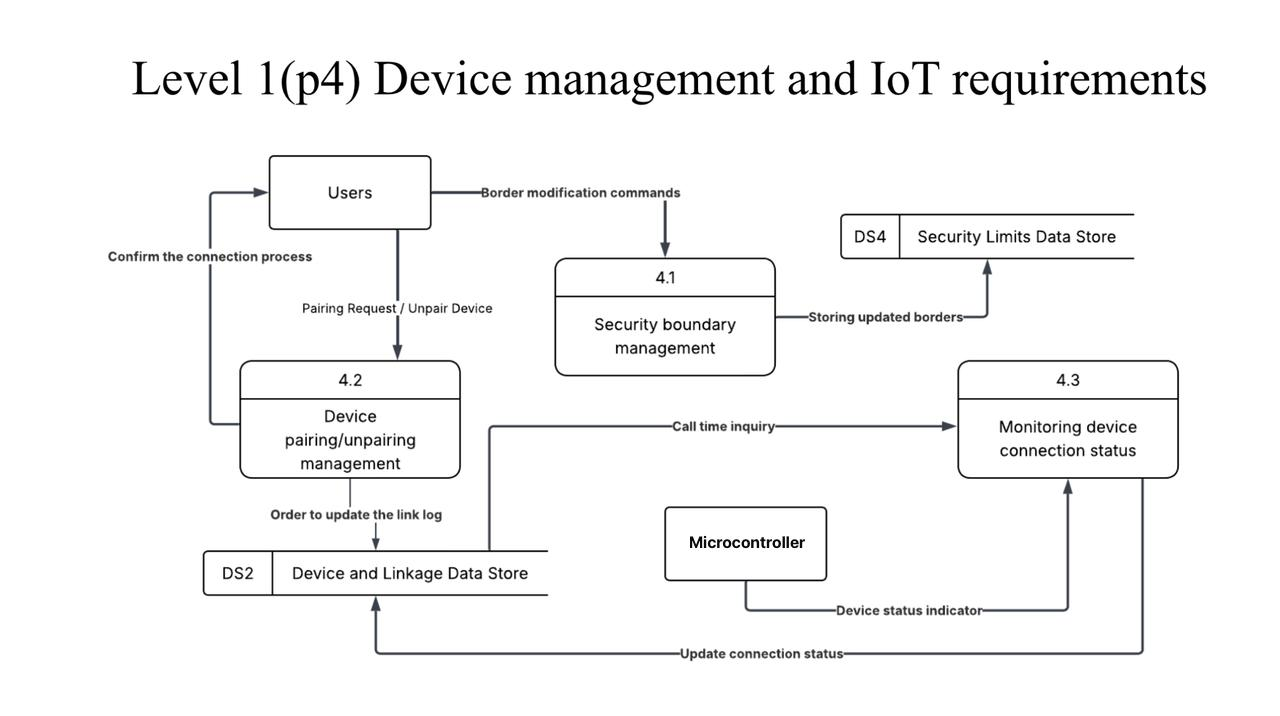 Level 1(p4) Device management and IoT requirements
Users
Border modification commands
DS4
Security Limits Data Store
Confirm the connection process
4.1
Pairing Request / Unpair Device
Storing updated borders
Security boundary
management
4.2
4.3
Device
pairing/unpairing
management
Call time inquiry
Monitoring device
connection status
Order to update the link log
Microcontroller
DS2
Device and Linkage Data Store
Device status indicator
Update connection status